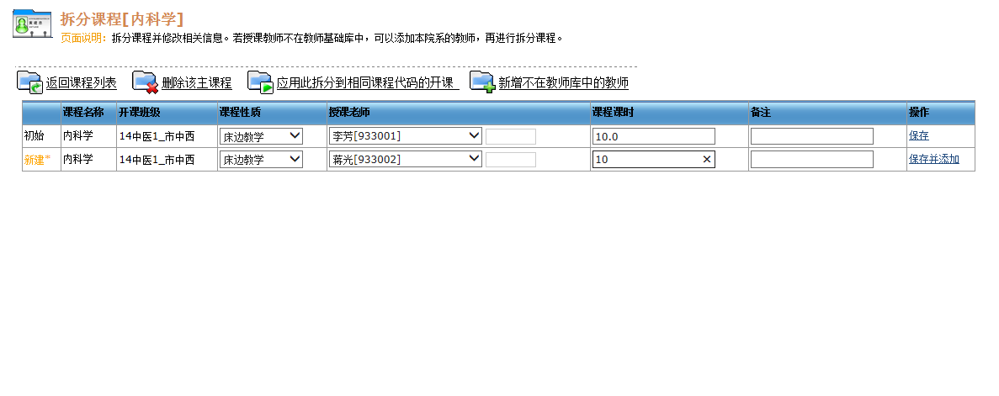 拆分课程[内科学]
页面说明：拆分课程并修改相关信息。若授课教师不在教师基础库中，可以添加本院系的教师，再进行拆分课程。
返回课程列表 删除该主课程 应用此拆分到相同课程代码的开课 新增不在教师库中的教师
课程名称 开课班级 课程性质 授课老师 课程课时 备注 操作
初始 内科学 14中医1_市中西 床边教学 李芳[933001] 10.0 保存
新建* 内科学 14中医1_市中西 床边教学 蒋光[933002] 10 × 保存并添加